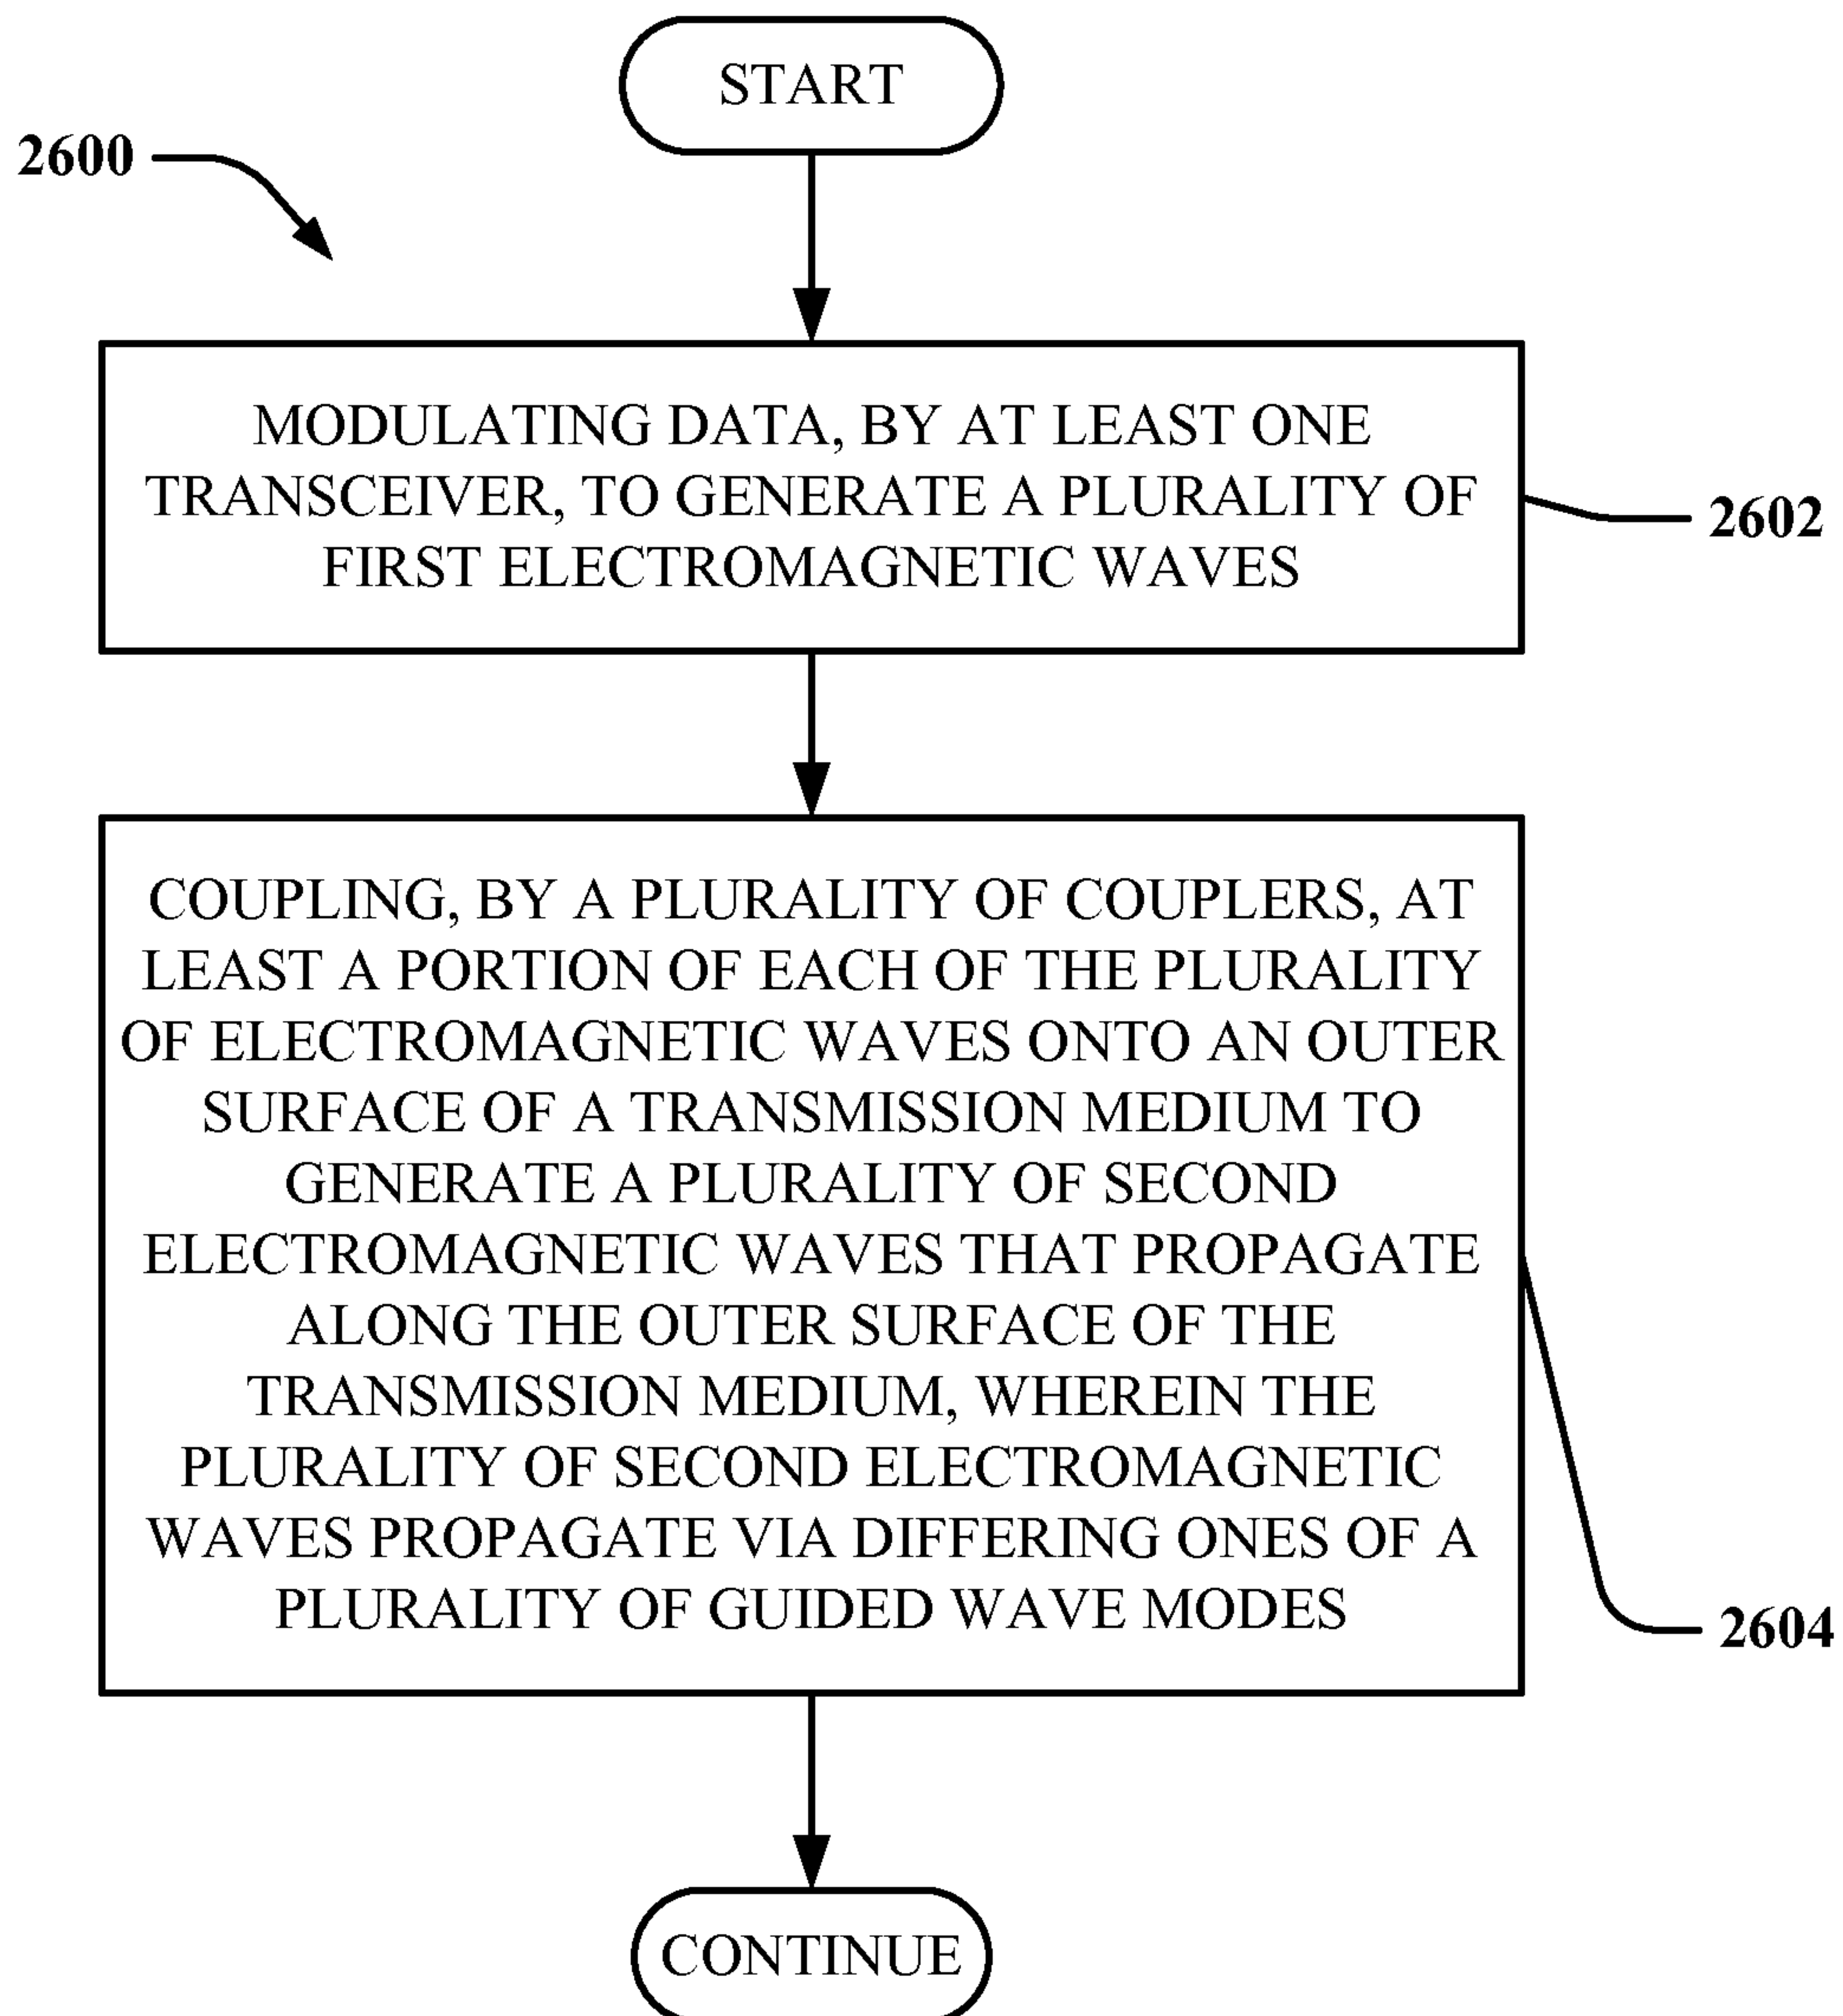 START
2600
MODULATING DATA, BY AT LEAST ONE
TRANSCEIVER, TO GENERATE A PLURALITY OF
FIRST ELECTROMAGNETIC WAVES
2602
COUPLING, BY A PLURALITY OF COUPLERS, AT
LEAST A PORTION OF EACH OF THE PLURALITY
OF ELECTROMAGNETIC WAVES ONTO AN OUTER
SURFACE OF A TRANSMISSION MEDIUM TO
GENERATE A PLURALITY OF SECOND
ELECTROMAGNETIC WAVES THAT PROPAGATE
ALONG THE OUTER SURFACE OF THE
TRANSMISSION MEDIUM, WHEREIN THE
PLURALITY OF SECOND ELECTROMAGNETIC
WAVES PROPAGATE VIA DIFFERING ONES OF A
PLURALITY OF GUIDED WAVE MODES
2604
CONTINUE